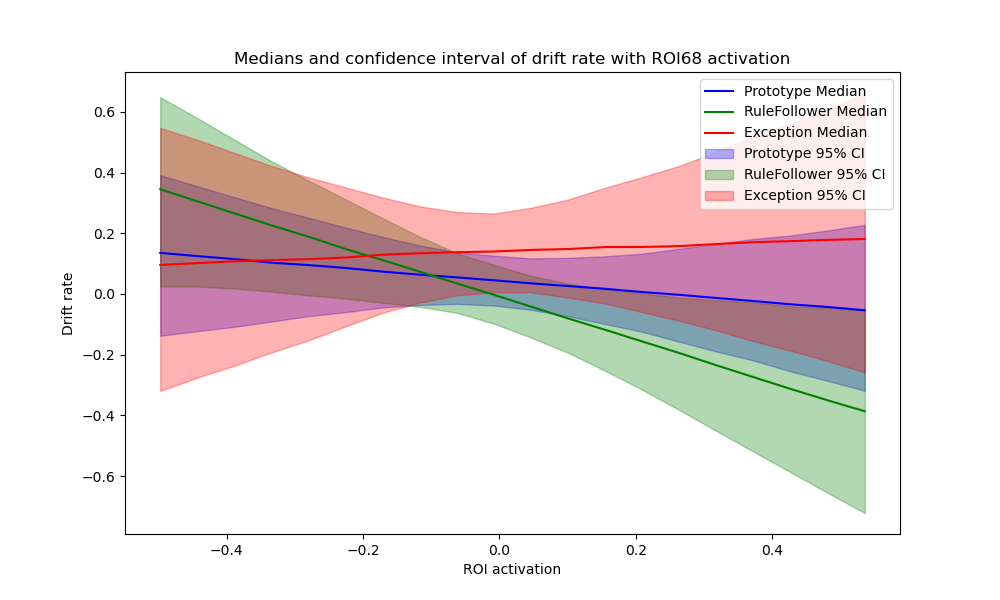 Medians and confidence interval of drift rate with ROI68 activation
Prototype Median
RuleFollower Median
Exception Median
Prototype 95% CI
RuleFollower 95% CI
Exception 95% CI
Drift rate
0.6
0.4
0.2
0.0
−0.2
−0.4
−0.6
−0.4
−0.2
0.0
0.2
0.4
ROI activation